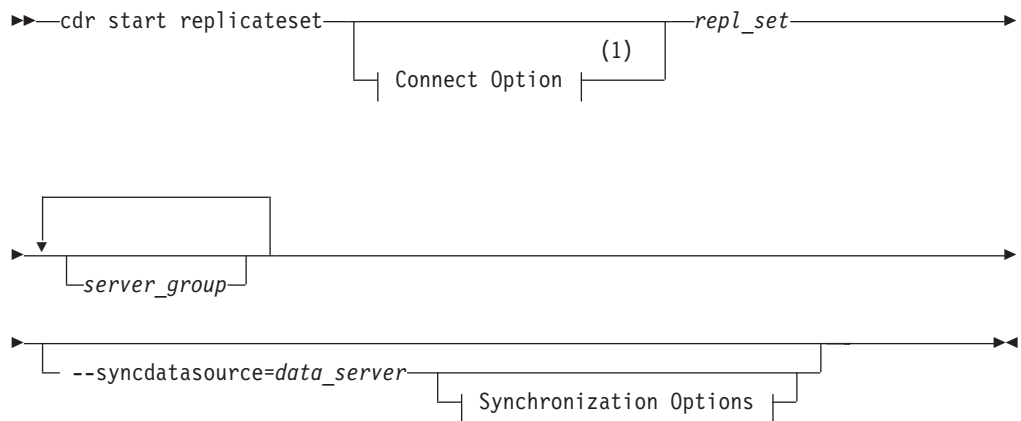 cdr start replicateset repl_set
(1)
Connect Option
server_group
--syncdatasource=data_server
Synchronization Options